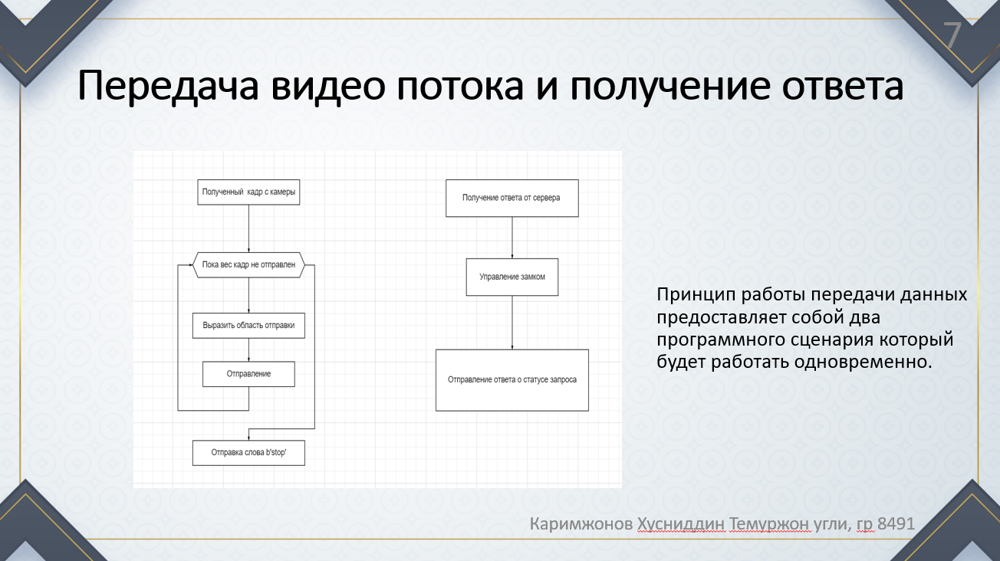 7
Передача видео потока и получение ответа
Полученный кадр с камеры
Пока вес кадр не отправлен
Выразить область отправки
Отправление
Отправка слова b'stop'
Получение ответа от сервера
Управление замком
Отправление ответа о статусе запроса
Принцип работы передачи данных
предоставляет собой два
программного сценария который
будет работать одновременно.
Каримжонов Хусниддин Темуржон угли, гр 8491